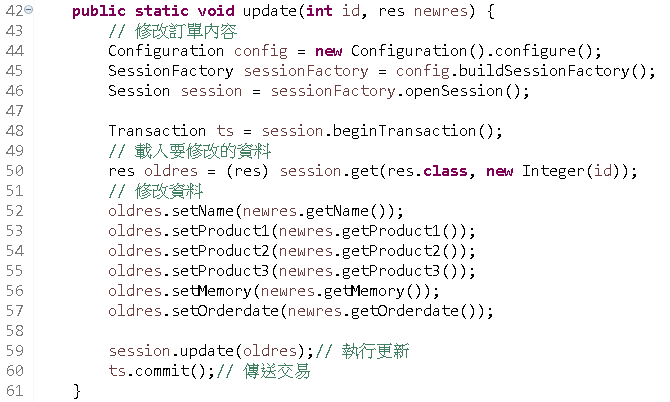 42 public static void update(int id, res newres) {
43 // 修改訂單內容
44 Configuration config = new Configuration().configure();
45 SessionFactory sessionFactory = config.buildSessionFactory();
46 Session session = sessionFactory.openSession();
47
48 Transaction ts = session.beginTransaction();
49 // 載入要修改的資料
50 res oldres = (res) session.get(res.class, new Integer(id));
51 // 修改資料
52 oldres.setName(newres.getName());
53 oldres.setProduct1(newres.getProduct1());
54 oldres.setProduct2(newres.getProduct2());
55 oldres.setProduct3(newres.getProduct3());
56 oldres.setMemory(newres.getMemory());
57 oldres.setOrderdate(newres.getOrderdate());
58
59 session.update(oldres);// 執行更新
60 ts.commit();// 傳送交易
61 }